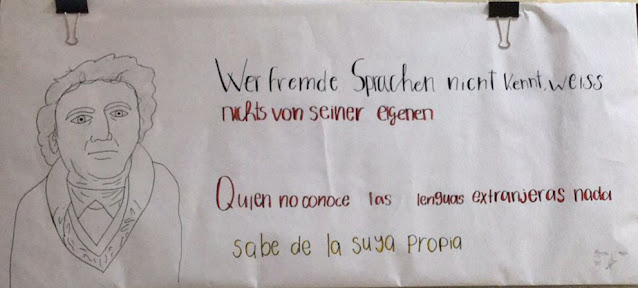 Wer fremde Sprachen nicht kennt, weiss
nichts von seiner eigenen
Quien no conoce las lenguas extranjeras nada
sabe de la suya propia